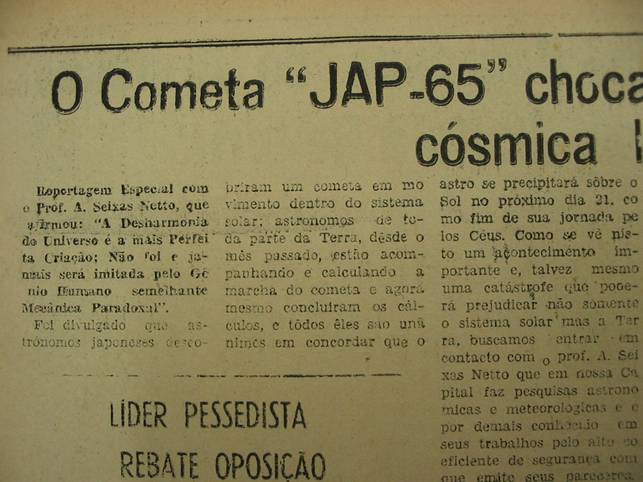 O Cometa “JAP-65” choca
cósmica
Reportagem Especial com
o Prof. A. Seixas Netto, que
afirmou: “A Desharmonia
do Universo é a mais Perfei
ta Criação; Não foi e ja-
mais será imitada pelo Gê
nio Humano semelhante
Mecânica Paradoxal”.
Foi divulgado que as-
trônomos japoneses desco-
briram um cometa em mo
vimento dentro do sistema
solar; astronomos de to-
da parte da Terra, desde o
mês passado, estão acom-
panhando e calculando a
marcha do cometa e agora
mesmo concluiram os cál-
culos, e todos êles são unâ
nimes em concordar que o
astro se precipitará sôbre o
Sol no próximo dia 21, co
mo fim de sua jornada pe
los Céus. Como se vê nis-
to um acontecimento im-
portante e, talvez mesmo
uma catástrofe que pode-
rá prejudicar não somente
o sistema solar mas a Ter
ra, buscamos entrar em
contacto com o prof. A. Sei
xas Netto que em nossa Ca
pital faz pesquisas astrono
micas e meteorológicas e e
por demais conhecido em
seus trabalhos pelo alto co
eficiente de segurança com
que emite seus pareceres.
LÍDER PESSEDISTA
REBATE OPOSIÇÃO